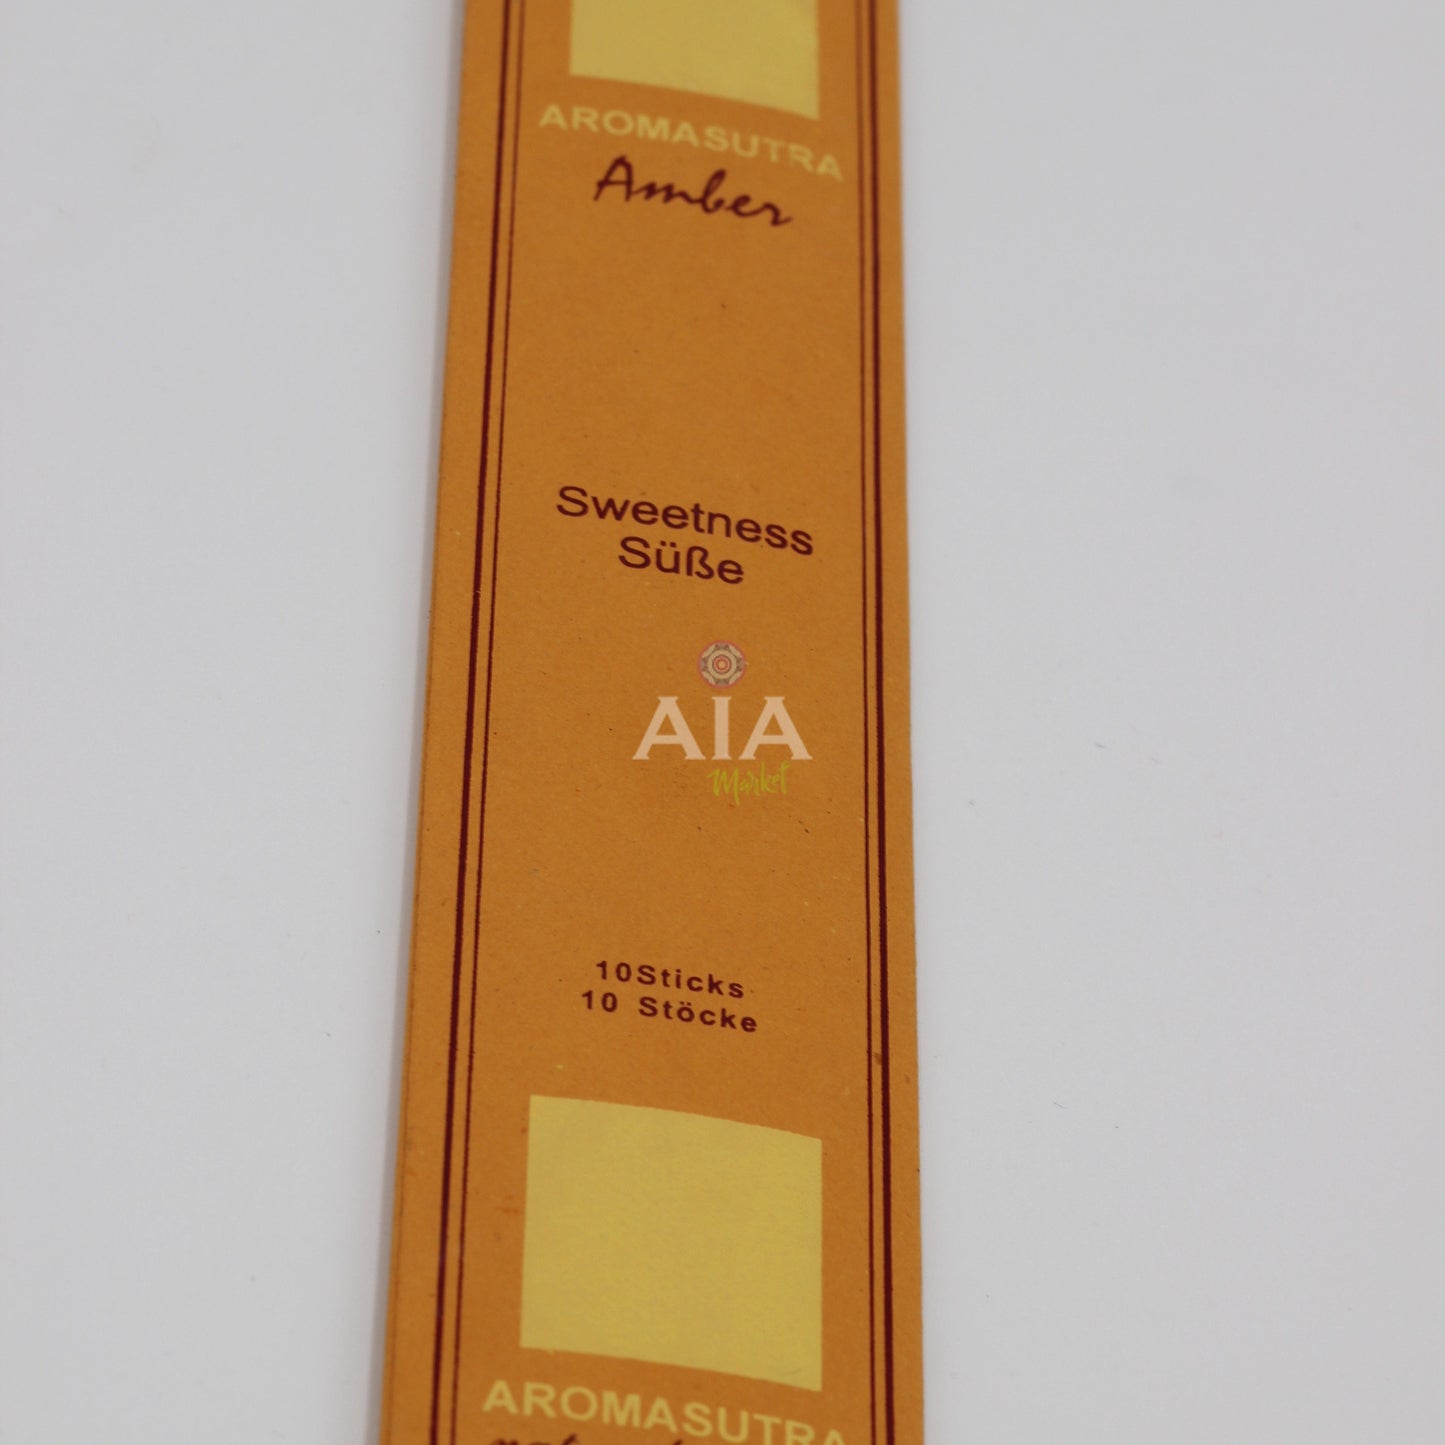 AROMASUTRA
Amber
Sweetness
Süße
AIA
Market
10Sticks
10 Stöcke
AROMASUTRA